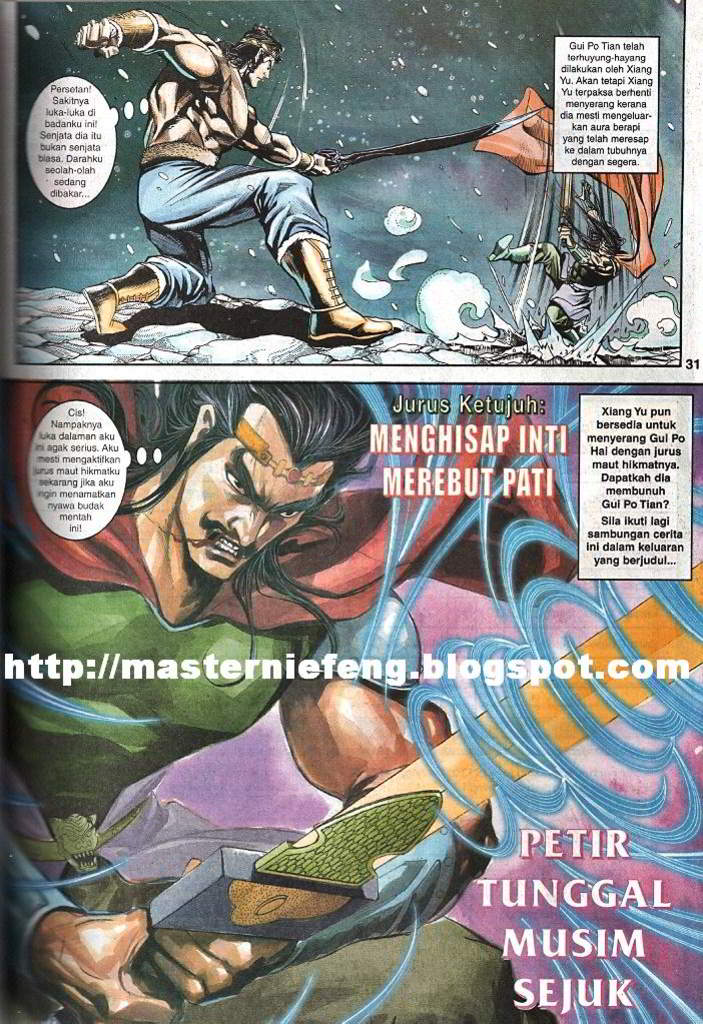 Persetan!
Sakitnya
luka-luka di
badanku ini!
Senjata dia itu
bukan senjata
biasa. Darahku
seolah-olah
sedang
dibakar...
Gui Po Tian telah
terhuyung-hayang
dilakukan oleh Xiang
Yu. Akan tetapi Xiang
Yu terpaksa berhenti
menyerang kerana
dia mesti mengeluar-
kan aura berapi
yang telah meresap
ke dalam tubuhnya
dengan segera.
31
Cis!
Nampaknya
luka dalaman aku
ini agak serius. Aku
mesti mengaktifkan
jurus maut hikmatku
sekarang jika aku
ingin menamatkan
nyawa budak
mentah
ini!
Jurus Ketujuh:
MENGHISAP INTI
MEREBUT PATI
Xiang Yu pun
bersedia untuk
menyerang Gui Po
Hai dengan jurus
maut hikmatnya.
Dapatkah dia
membunuh
Gui Po Tian?
Sila ikuti lagi
sambungan cerita
ini dalam keluaran
yang berjudul...
http://masterniefeng.blogspot.com
PETIR
TUNGGAL
MUSIM
SEJUK